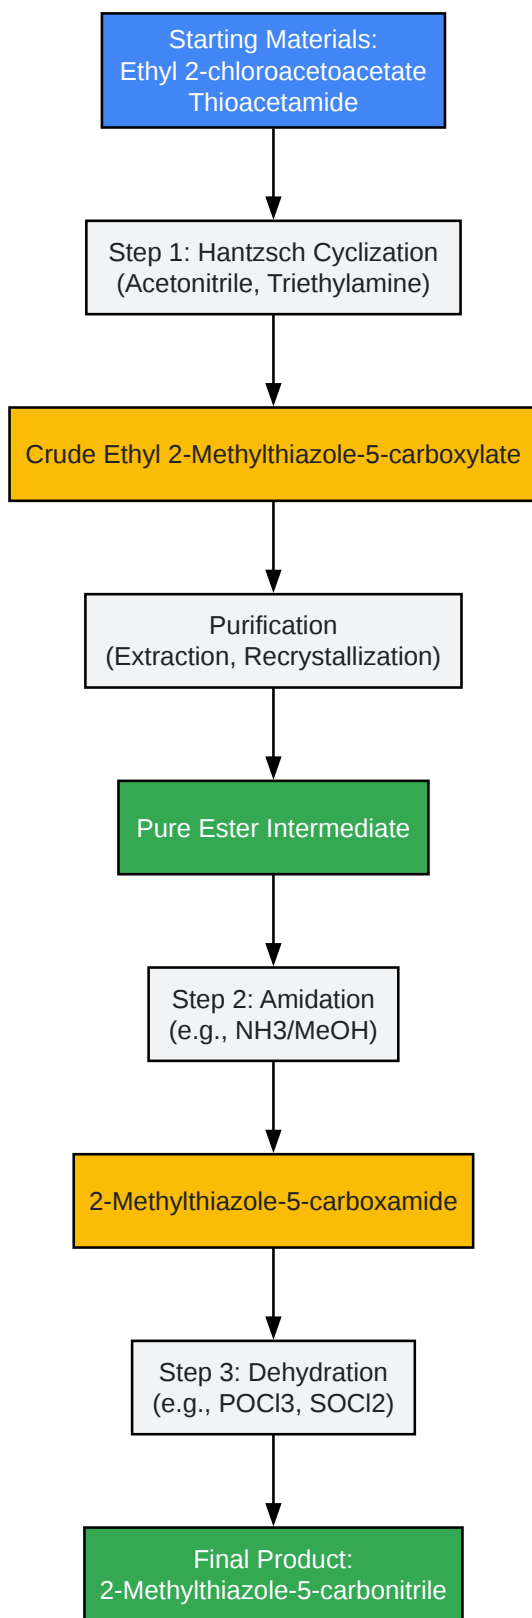 Starting Materials:
Ethyl 2-chloroacetoacetate
Thioacetamide
Step 1: Hantzsch Cyclization
(Acetonitrile, Triethylamine)
Crude Ethyl 2-Methylthiazole-5-carboxylate
Purification
(Extraction, Recrystallization)
Pure Ester Intermediate
Step 2: Amidation
(e.g., NH3/MeOH)
2-Methylthiazole-5-carboxamide
Step 3: Dehydration
(e.g., POCl3, SOCl2)
Final Product:
2-Methylthiazole-5-carbonitrile